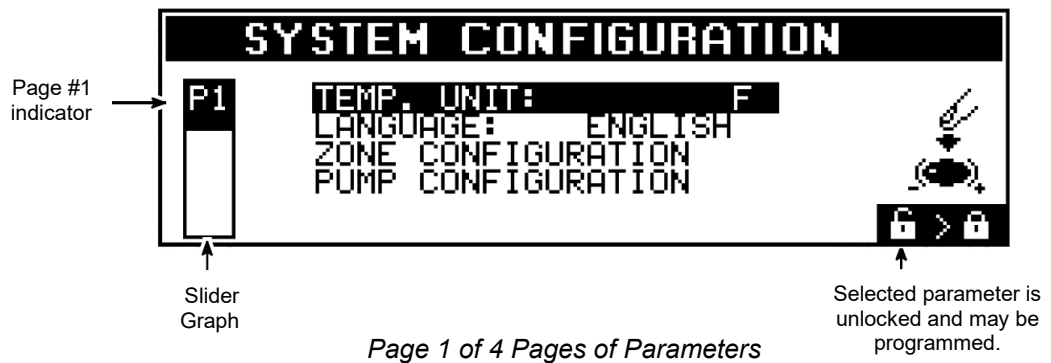 SYSTEM CONFIGURATION
Page #1
indicator
P1
TEMP. UNIT: F
LANGUAGE: ENGLISH
ZONE CONFIGURATION
PUMP CONFIGURATION
- +
>
Slider
Graph
Selected parameter is
unlocked and may be
programmed.
Page 1 of 4 Pages of Parameters